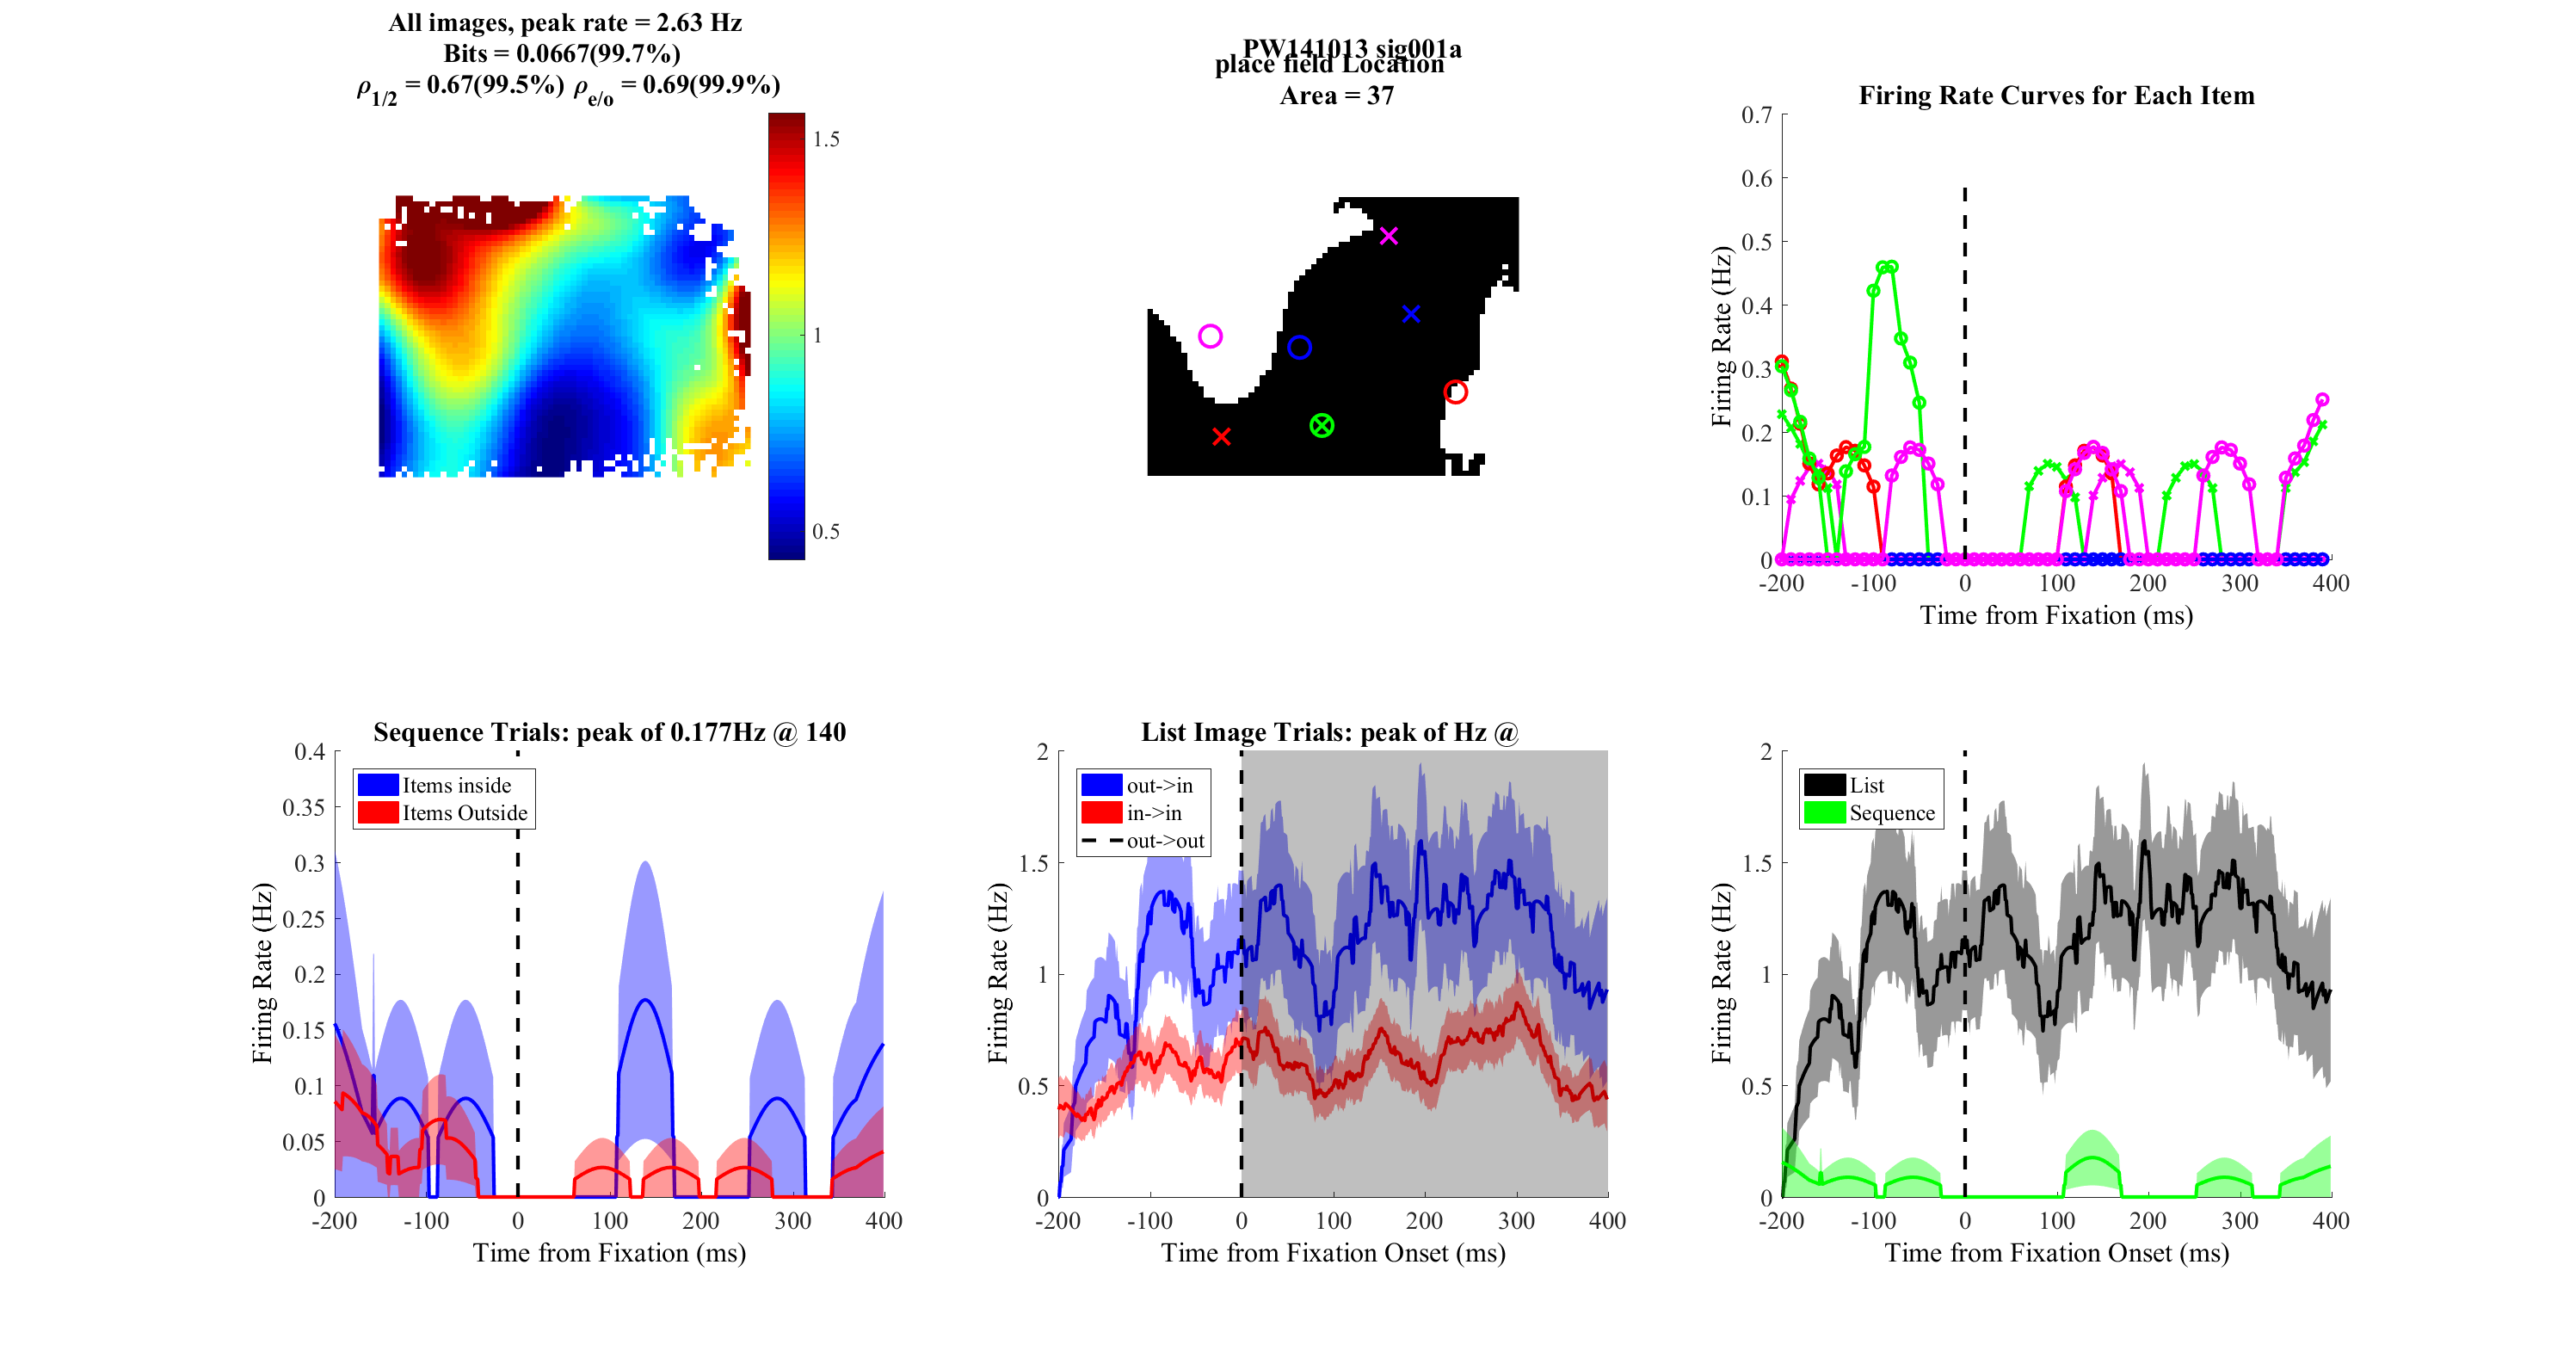 All images, peak rate = 2.63 Hz
Bits = 0.0667(99.7%)
ρ1/2 = 0.67(99.5%) ρe/o = 0.69(99.9%)
1.5
1
0.5
PW141013 sig001a
place field Location
Area = 37
Firing Rate Curves for Each Item
0.7
0.6
0.5
0.4
0.3
0.2
0.1
0
Firing Rate (Hz)
-200 -100 0 100 200 300 400
Time from Fixation (ms)
Sequence Trials: peak of 0.177Hz @ 140
0.4
0.35
0.3
0.25
0.2
0.15
0.1
0.05
0
Firing Rate (Hz)
Items inside
Items Outside
-200 -100 0 100 200 300 400
Time from Fixation (ms)
List Image Trials: peak of Hz @
2
1.5
1
0.5
0
Firing Rate (Hz)
out->in
in->in
out->out
-200 -100 0 100 200 300 400
Time from Fixation Onset (ms)
2
1.5
1
0.5
0
Firing Rate (Hz)
List
Sequence
-200 -100 0 100 200 300 400
Time from Fixation Onset (ms)